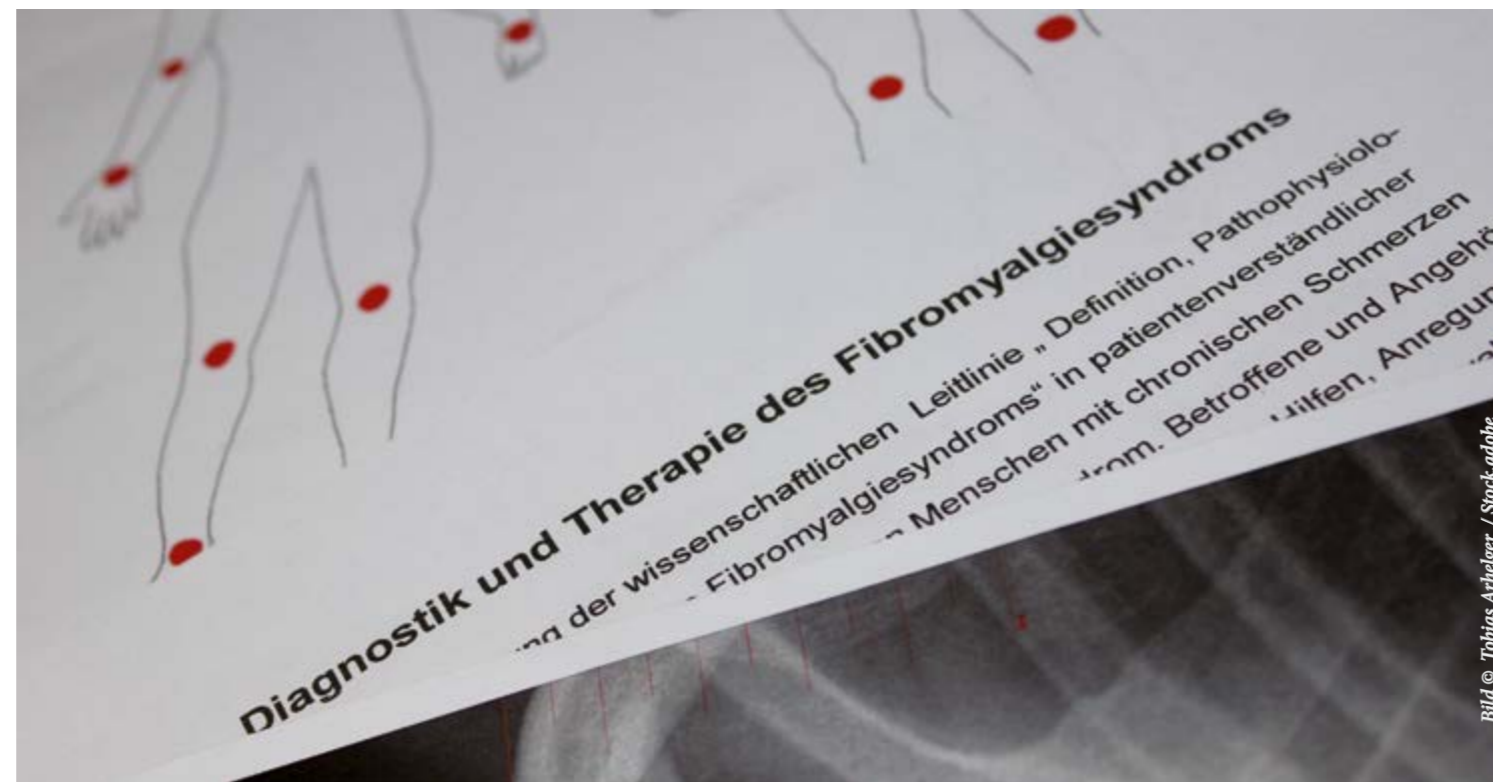 Diagnostik und Therapie des Fibromyalgiesyndroms
der wissenschaftlichen Leitlinie „ Definition, Pathophysiolo-
Fibromyalgiesyndroms“ in patientenverständlicher
Menschen mit chronischen Schmerzen
Betroffene und Angehö
Hilfen, Anregun
Bild © Tobias Arhelger / Stock.adobe